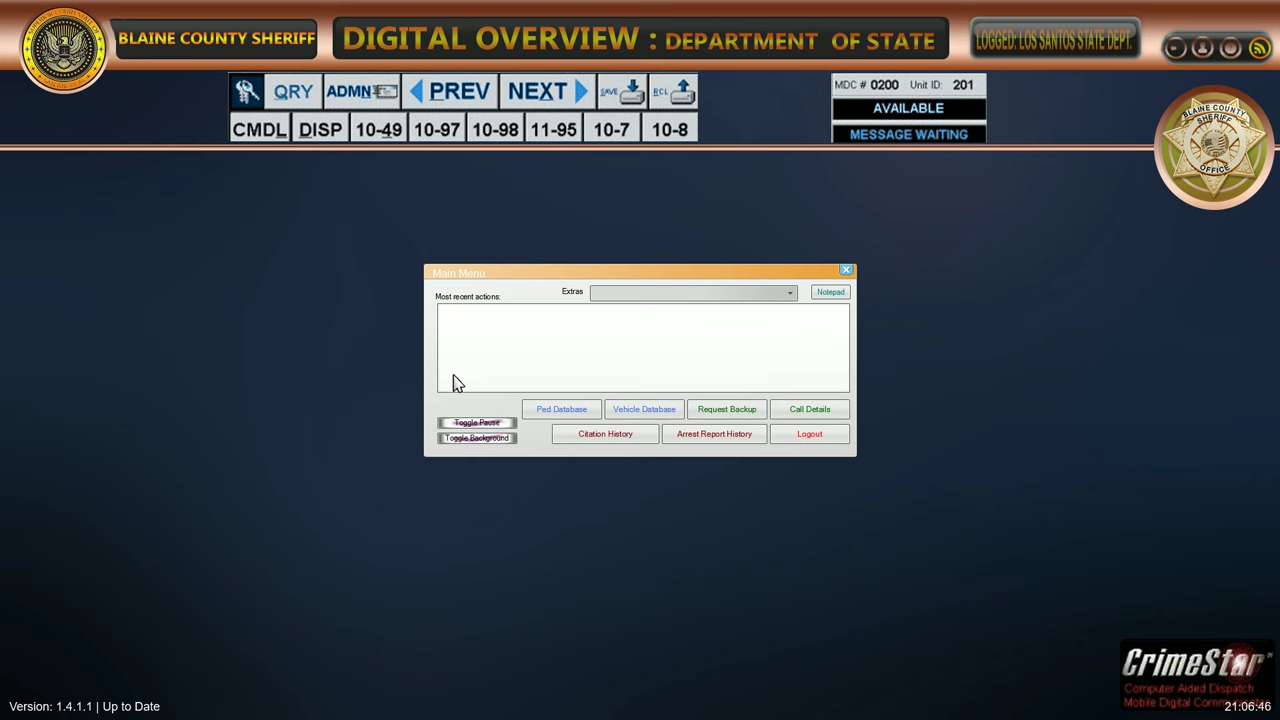 BLAINE COUNTY SHERIFF
DIGITAL OVERVIEW : DEPARTMENT OF STATE
LOGGED: LOS SANTOS STATE DEPT.
QRY
ADMN
PREV
NEXT
SAVE
RCL
MDC # 0200 Unit ID: 201
AVAILABLE
MESSAGE WAITING
CMDL
DISP
10-49
10-97
10-98
11-95
10-7
10-8
BLAINE COUNTY
SHERIFF
OFFICE
Main Menu
Most recent actions:
Extras
Notepad
Ped Database
Vehicle Database
Request Backup
Call Details
Toggle Pause
Toggle Background
Citation History
Arrest Report History
Logout
CrimeStar
Computer Aided Dispatch
Version: 1.4.1.1 | Up to Date
Mobile Digital
21:06:46